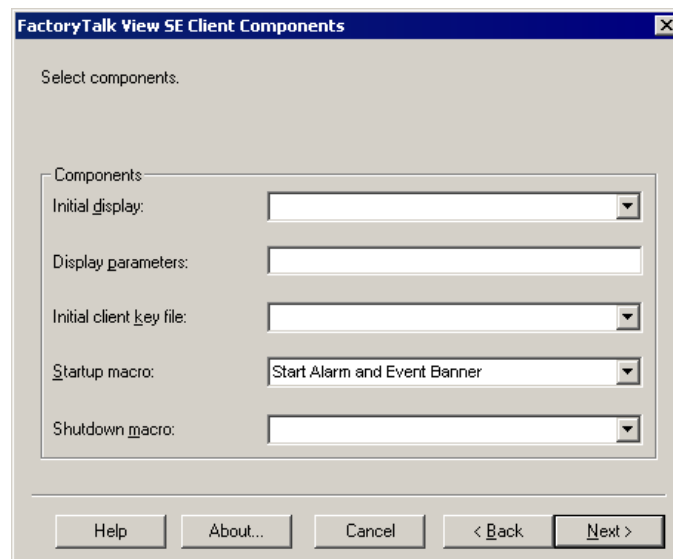 FactoryTalk View SE Client Components
Select components.
Components
Initial display:
Display parameters:
Initial client key file:
Startup macro: Start Alarm and Event Banner
Shutdown macro:
Help About... Cancel < Back Next >